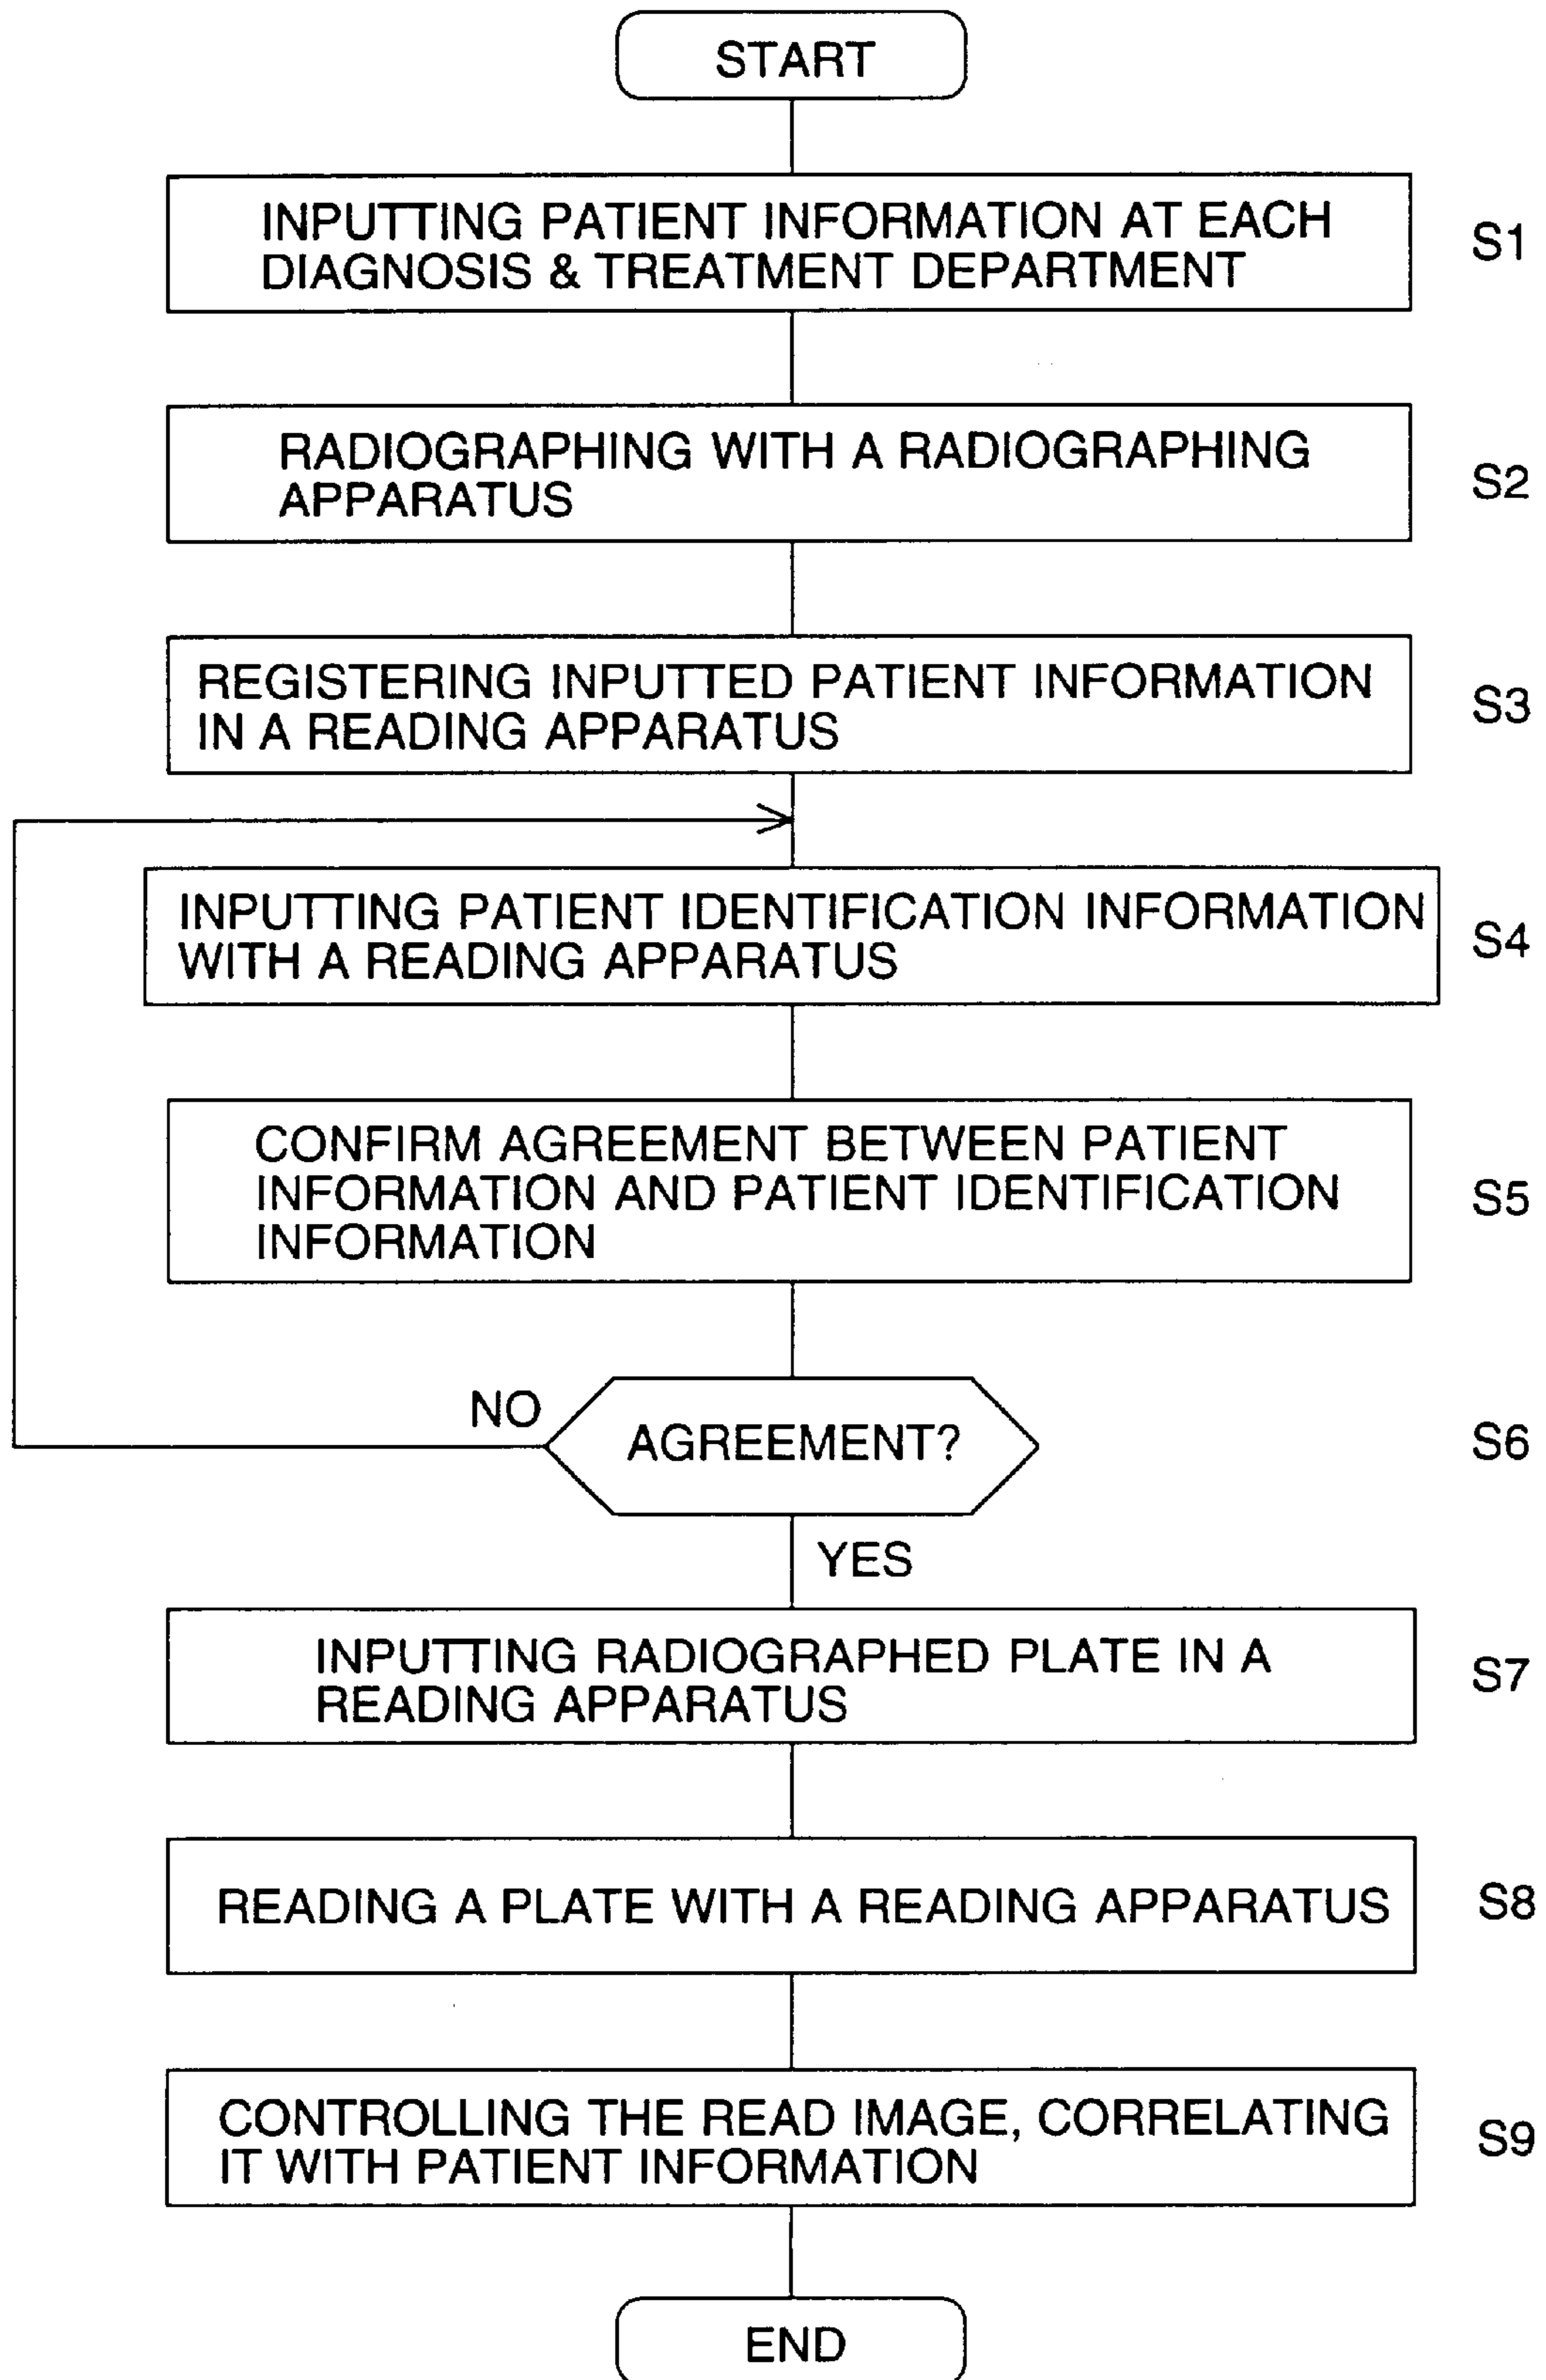 START
INPUTTING PATIENT INFORMATION AT EACH
DIAGNOSIS & TREATMENT DEPARTMENT
S1
RADIOGRAPHING WITH A RADIOGRAPHING
APPARATUS
S2
REGISTERING INPUTTED PATIENT INFORMATION
IN A READING APPARATUS
S3
INPUTTING PATIENT IDENTIFICATION INFORMATION
WITH A READING APPARATUS
S4
CONFIRM AGREEMENT BETWEEN PATIENT
INFORMATION AND PATIENT IDENTIFICATION
INFORMATION
S5
NO
AGREEMENT?
S6
YES
INPUTTING RADIOGRAPHED PLATE IN A
READING APPARATUS
S7
READING A PLATE WITH A READING APPARATUS
S8
CONTROLLING THE READ IMAGE, CORRELATING
IT WITH PATIENT INFORMATION
S9
END